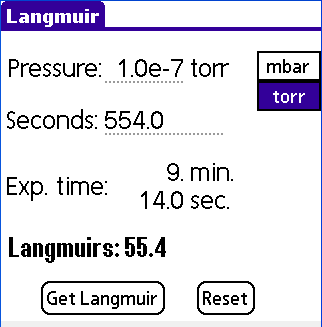 Langmuir
Pressure: 1.0e-7 torr
mbar
torr
Seconds: 554.0
Exp. time: 9. min.
14.0 sec.
Langmuirs: 55.4
Get Langmuir Reset